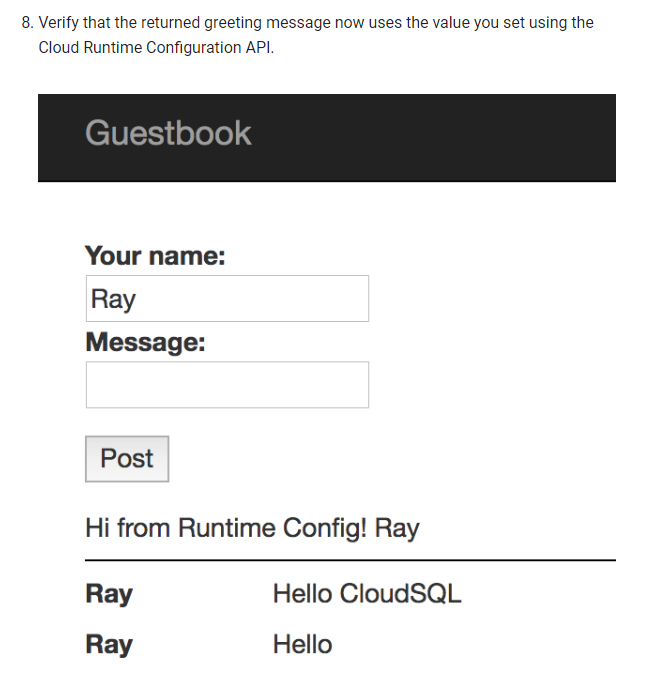 8. Verify that the returned greeting message now uses the value you set using the
Cloud Runtime Configuration API.
Guestbook
Your name:
Ray
Message:
Post
Hi from Runtime Config! Ray
Ray Hello CloudSQL
Ray Hello